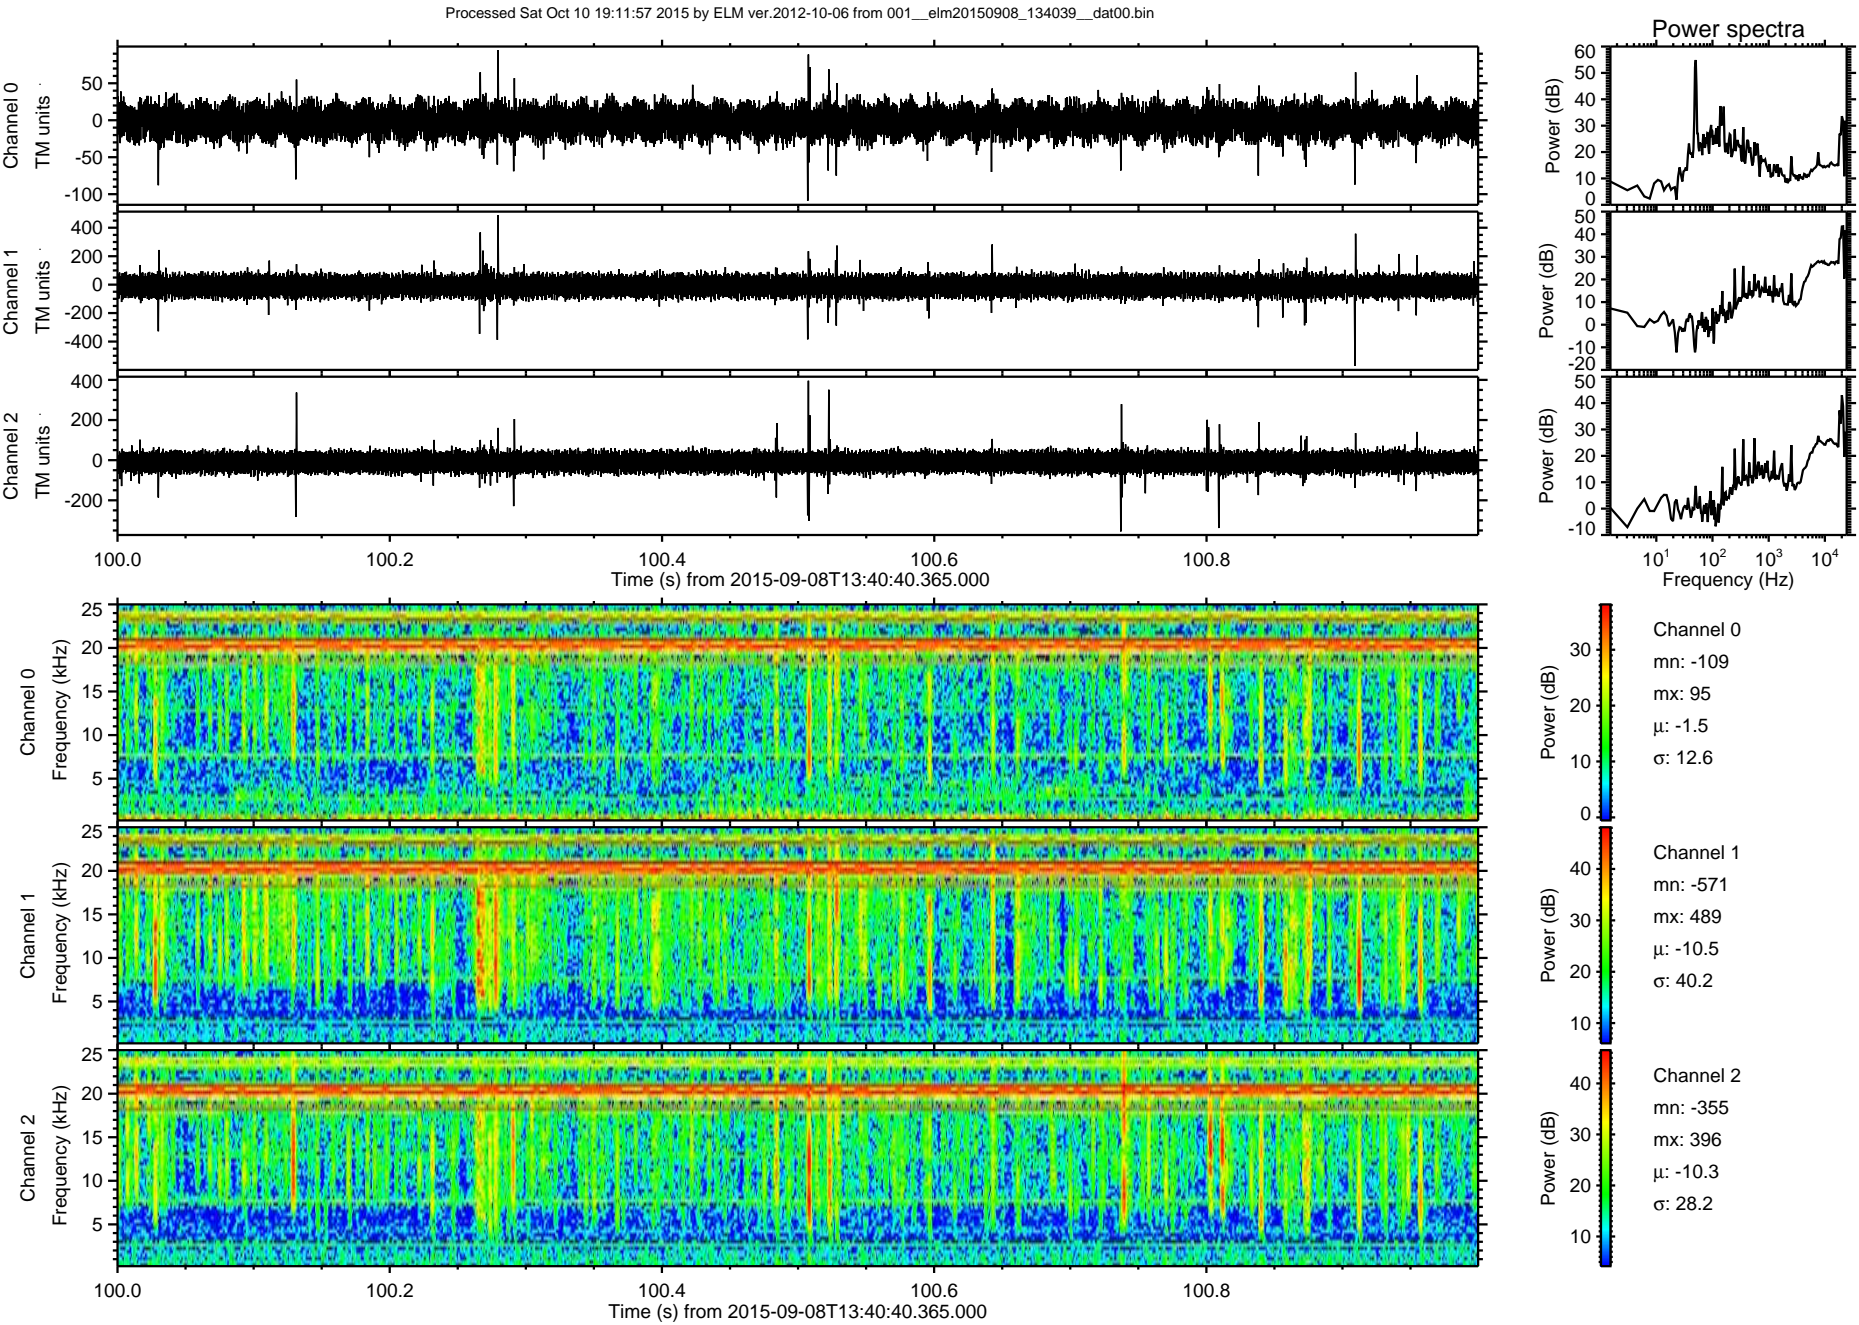 Processed Sat Oct 10 19:11:57 2015 by ELM ver.2012-10-06 from 001__elm20150908_134039__dat00.bin
Power spectra
Channel 0
TM units
50
0
-50
-100
Power (dB)
60
50
40
30
20
10
0
Channel 1
TM units
400
200
0
-200
-400
Power (dB)
50
40
30
20
10
0
-10
-20
Channel 2
TM units
400
200
0
-200
Power (dB)
50
40
30
20
10
0
-10
100.0 100.2 100.4 100.6 100.8
Time (s) from 2015-09-08T13:40:40.365.000
10¹ 10² 10³ 10⁴
Frequency (Hz)
Channel 0
Frequency (kHz)
25
20
15
10
5
Power (dB)
30
20
10
0
Channel 0
mn: -109
mx: 95
μ: -1.5
σ: 12.6
Channel 1
Frequency (kHz)
25
20
15
10
5
Power (dB)
40
30
20
10
Channel 1
mn: -571
mx: 489
μ: -10.5
σ: 40.2
Channel 2
Frequency (kHz)
25
20
15
10
5
Power (dB)
40
30
20
10
Channel 2
mn: -355
mx: 396
μ: -10.3
σ: 28.2
100.0 100.2 100.4 100.6 100.8
Time (s) from 2015-09-08T13:40:40.365.000